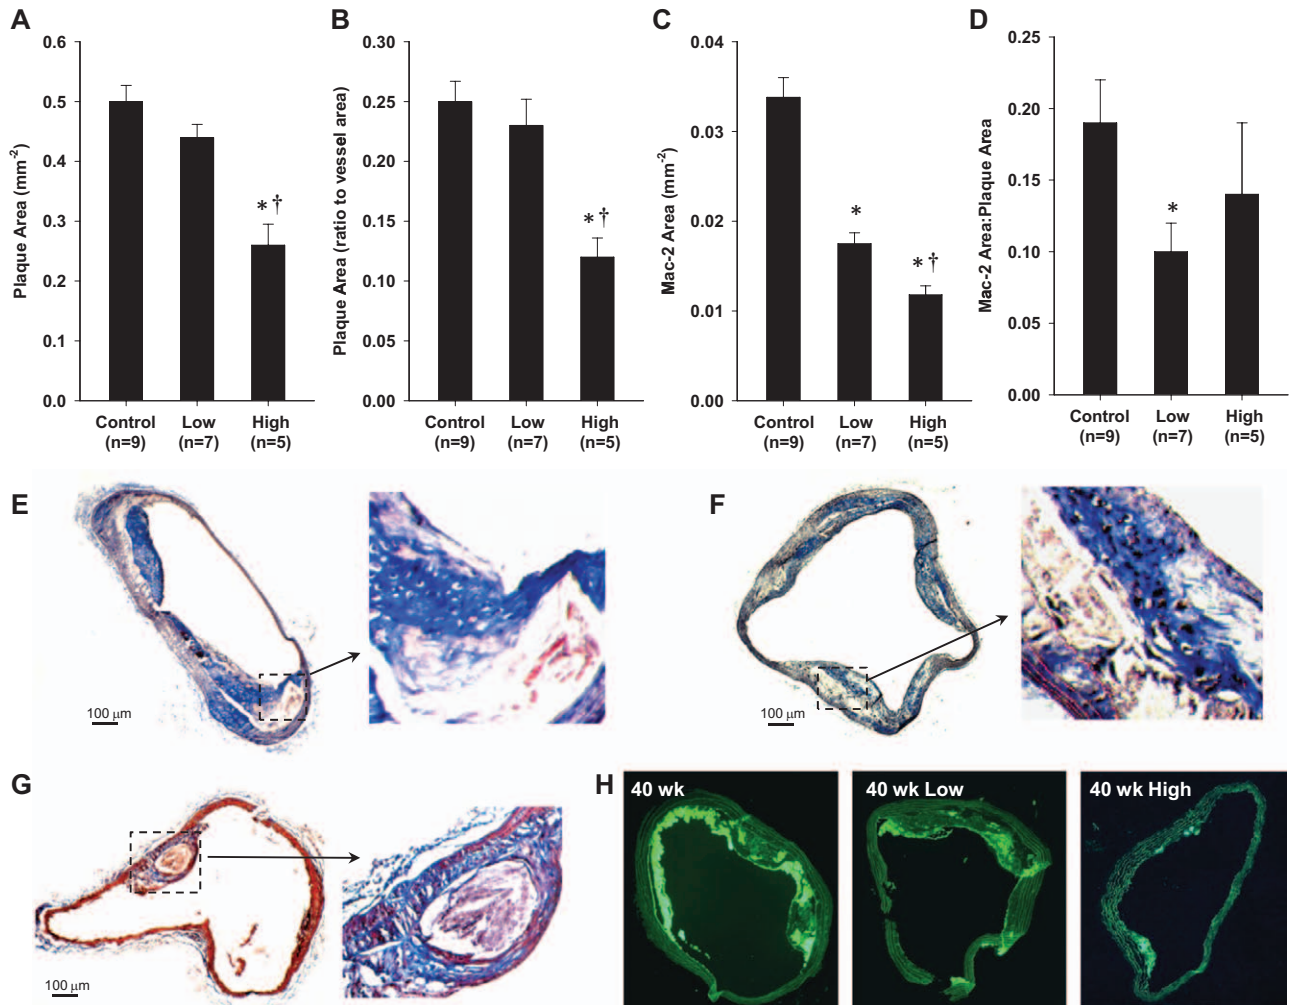 A
Plaque Area (mm-2)
0.6
0.5
0.4
0.3
0.2
0.1
0.0
* †
Control
(n=9)
Low
(n=7)
High
(n=5)
B
Plaque Area (ratio to vessel area)
0.30
0.25
0.20
0.15
0.10
0.05
0.00
* †
Control
(n=9)
Low
(n=7)
High
(n=5)
C
Mac-2 Area (mm-2)
0.04
0.03
0.02
0.01
0.00
*
* †
Control
(n=9)
Low
(n=7)
High
(n=5)
D
Mac-2 Area:Plaque Area
0.25
0.20
0.15
0.10
0.05
0.00
*
Control
(n=9)
Low
(n=7)
High
(n=5)
E
100 μm
F
100 μm
G
100 μm
H
40 wk
40 wk Low
40 wk High